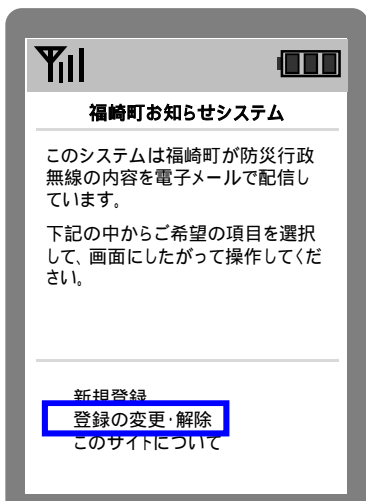 福崎町お知らせシステム
このシステムは福崎町が防災行政
無線の内容を電子メールで配信し
ています。
下記の中からご希望の項目を選択
して、画面にしたがって操作してくだ
さい。
新規登録
登録の変更・解除
このサイトについて